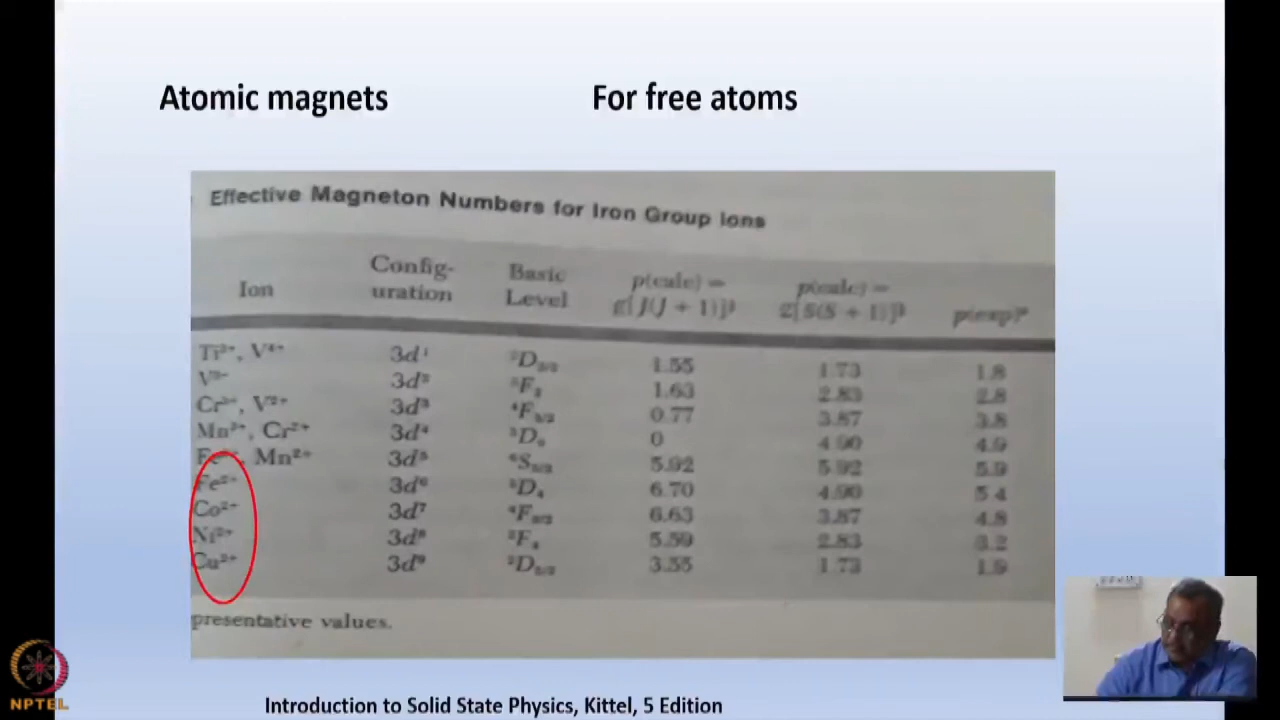 Atomic magnets For free atoms
Effective Magneton Numbers for Iron Group Ions
Ion Config-uration Basic Level p(calc) = g[J(J + 1)]½ p(calc) = 2[S(S + 1)]½ p(exp)ᵃ
Ti³⁺, V⁴⁺ 3d¹ ²D₃/₂ 1.55 1.73 1.8
V³⁺ 3d² ³F₂ 1.63 2.83 2.8
Cr³⁺, V²⁺ 3d³ ⁴F₃/₂ 0.77 3.87 3.8
Mn³⁺, Cr²⁺ 3d⁴ ⁵D₀ 0 4.90 4.9
Fe³⁺, Mn²⁺ 3d⁵ ⁶S₅/₂ 5.92 5.92 5.9
Fe²⁺ 3d⁶ ⁵D₄ 6.70 4.90 5.4
Co²⁺ 3d⁷ ⁴F₉/₂ 6.63 3.87 4.8
Ni²⁺ 3d⁸ ³F₄ 5.59 2.83 3.2
Cu²⁺ 3d⁹ ²D₅/₂ 3.55 1.73 1.9
presentative values.
NPTEL
Introduction to Solid State Physics, Kittel, 5 Edition